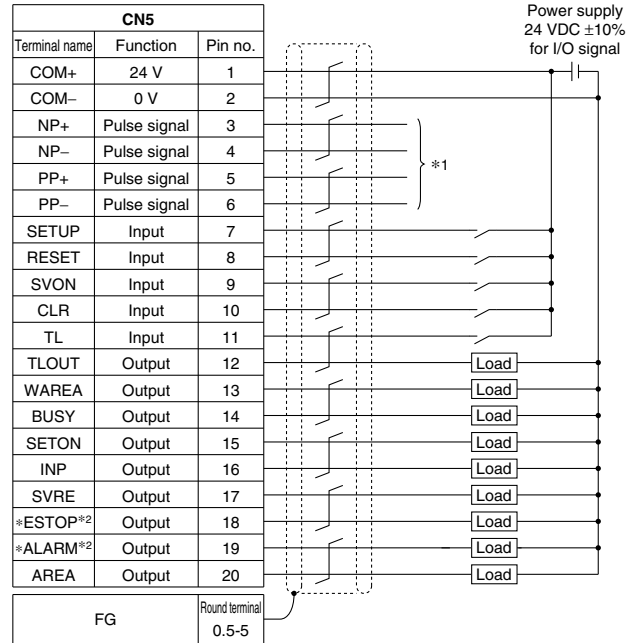 Power supply
24 VDC ±10%
for I/O signal
CN5
Terminal name Function Pin no.
COM+ 24 V 1
COM– 0 V 2
NP+ Pulse signal 3
NP– Pulse signal 4
PP+ Pulse signal 5
PP– Pulse signal 6
*1
SETUP Input 7
RESET Input 8
SVON Input 9
CLR Input 10
TL Input 11
TLOUT Output 12 Load
WAREA Output 13 Load
BUSY Output 14 Load
SETON Output 15 Load
INP Output 16 Load
SVRE Output 17 Load
*ESTOP*2 Output 18 Load
*ALARM*2 Output 19 Load
AREA Output 20 Load
FG Round terminal
0.5-5